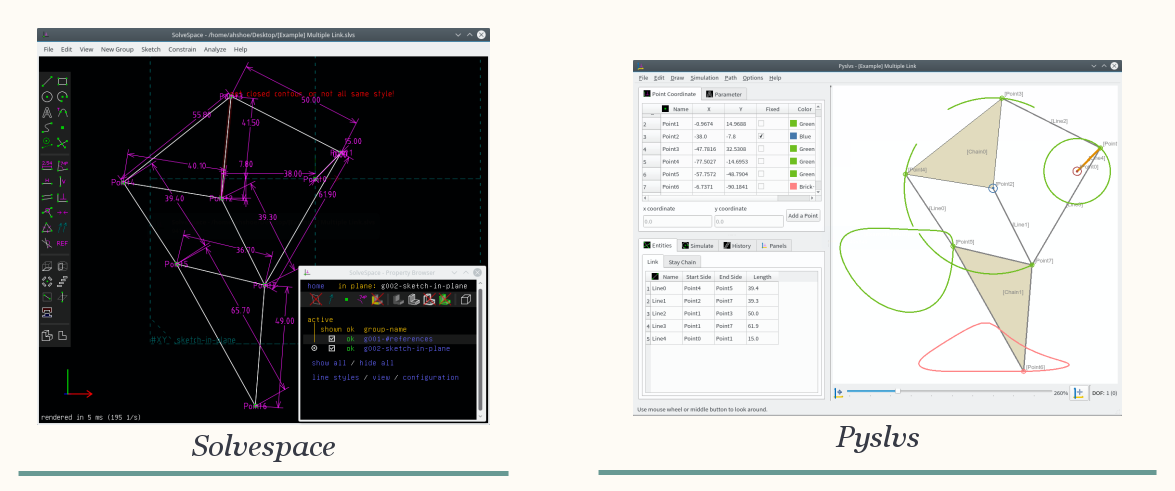 SolveSpace - /home/ahshoe/Desktop/[Example] Multiple Link.slvs
File Edit View New Group Sketch Constrain Analyze Help
closed contour, or not all same style!
50.00
55.80
41.50
15.00
40.10
7.80
38.00
Point10
61.90
39.40
39.30
36.70
Point5
65.70
49.00
#XY" sketch-in-plane
Point6
REF
rendered in 5 ms (195 1/s)
SolveSpace - Property Browser
home in plane: g002-sketch-in-plane
active
shown ok group-name
ok g001-#references
ok g002-sketch-in-plane
show all / hide all
line styles / view / configuration
Solvespace
Pyslvs - [Example] Multiple Link
File Edit Draw Simulation Path Options Help
Point Coordinate Parameter
Name X Y Fixed Color
2 Point1 -0.9674 14.9688 Green
3 Point2 -38.0 -7.8 Blue
4 Point3 -47.7816 32.5308 Green
5 Point4 -77.5027 -14.6953 Green
6 Point5 -57.7572 -48.7904 Green
7 Point6 -6.7371 -90.1841 Brick
x coordinate y coordinate
0.0 0.0 Add a Point
Entities Simulate History Panels
Link Stay Chain
Name Start Side End Side Length
1 Line0 Point4 Point5 39.4
2 Line1 Point2 Point7 39.3
3 Line2 Point1 Point3 50.0
4 Line3 Point1 Point7 61.9
5 Line4 Point0 Point1 15.0
[Point3]
[Line2]
[Point
[Chain0]
[Point4]
[Point2]
[Line0]
[Line1]
[Point5]
[Point7]
[Chain1]
[Point6]
260% DOF: 1 (0)
Use mouse wheel or middle button to look around.
Pyslvs